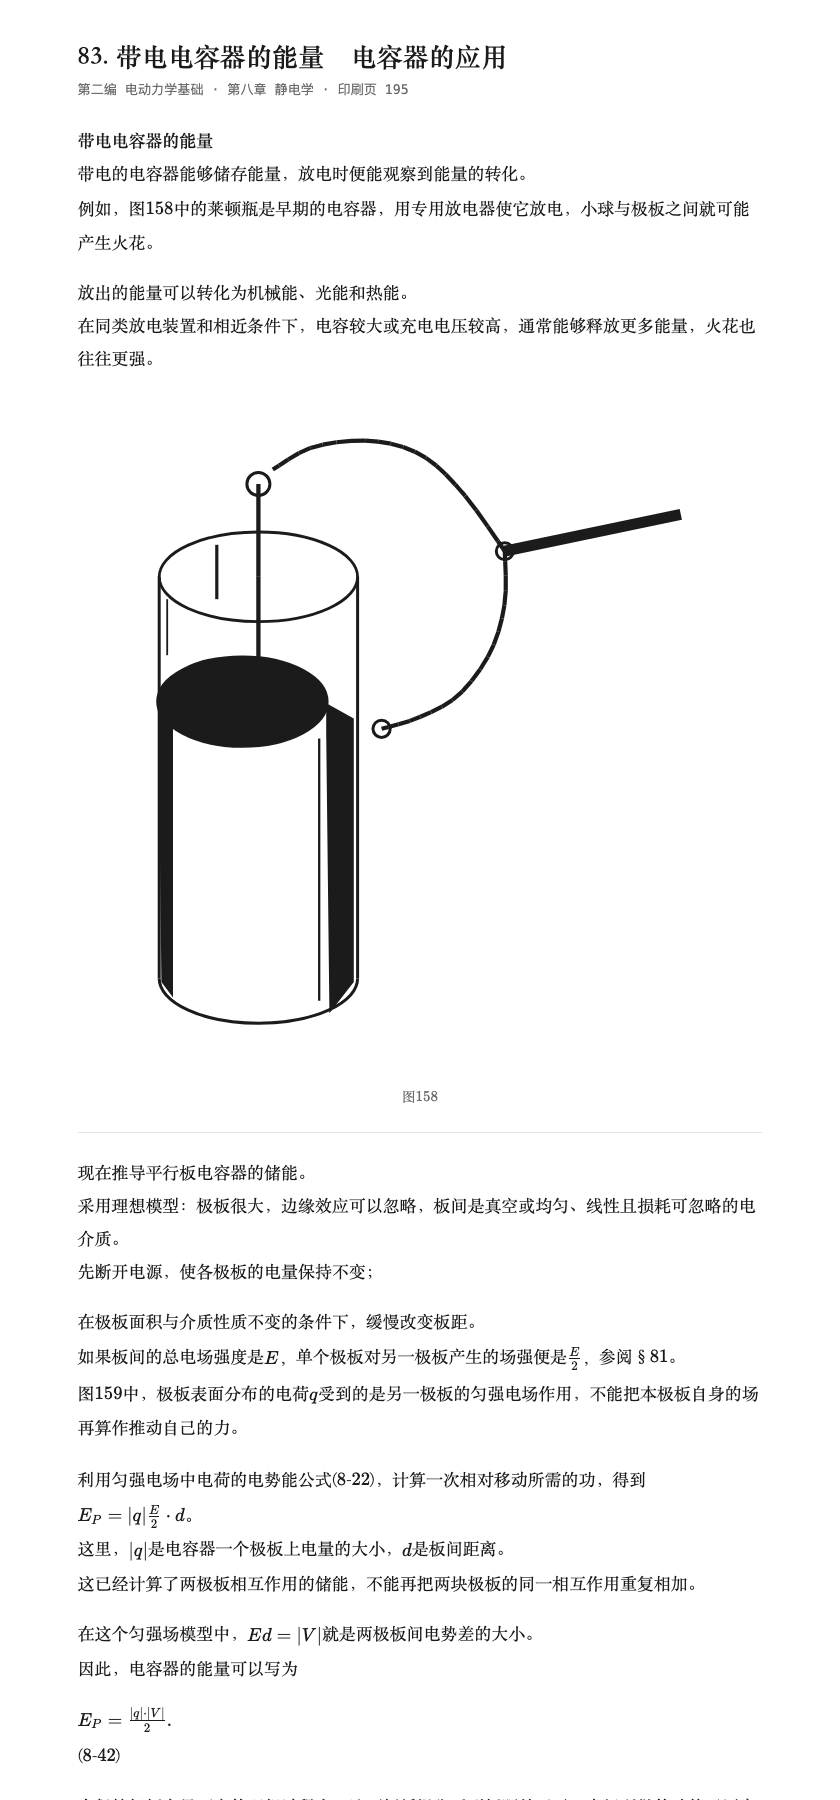 83. 带电电容器的能量　电容器的应用
第二编 电动力学基础 · 第八章 静电学 · 印刷页 195
带电电容器的能量
带电的电容器能够储存能量，放电时便能观察到能量的转化。
例如，图158中的莱顿瓶是早期的电容器，用专用放电器使它放电，小球与极板之间就可能
产生火花。
放出的能量可以转化为机械能、光能和热能。
在同类放电装置和相近条件下，电容较大或充电电压较高，通常能够释放更多能量，火花也
往往更强。
图158
现在推导平行板电容器的储能。
采用理想模型：极板很大，边缘效应可以忽略，板间是真空或均匀、线性且损耗可忽略的电
介质。
先断开电源，使各极板的电量保持不变；
在极板面积与介质性质不变的条件下，缓慢改变板距。
如果板间的总电场强度是E，单个极板对另一极板产生的场强便是E/2，参阅 § 81。
图159中，极板表面分布的电荷q受到的是另一极板的匀强电场作用，不能把本极板自身的场
再算作推动自己的力。
利用匀强电场中电荷的电势能公式(8-22)，计算一次相对移动所需的功，得到
E_P = |q| E/2 · d。
这里，|q|是电容器一个极板上电量的大小，d是板间距离。
这已经计算了两极板相互作用的储能，不能再把两块极板的同一相互作用重复相加。
在这个匀强场模型中，Ed = |V|就是两极板间电势差的大小。
因此，电容器的能量可以写为
E_P = |q|·|V|/2.
(8-42)